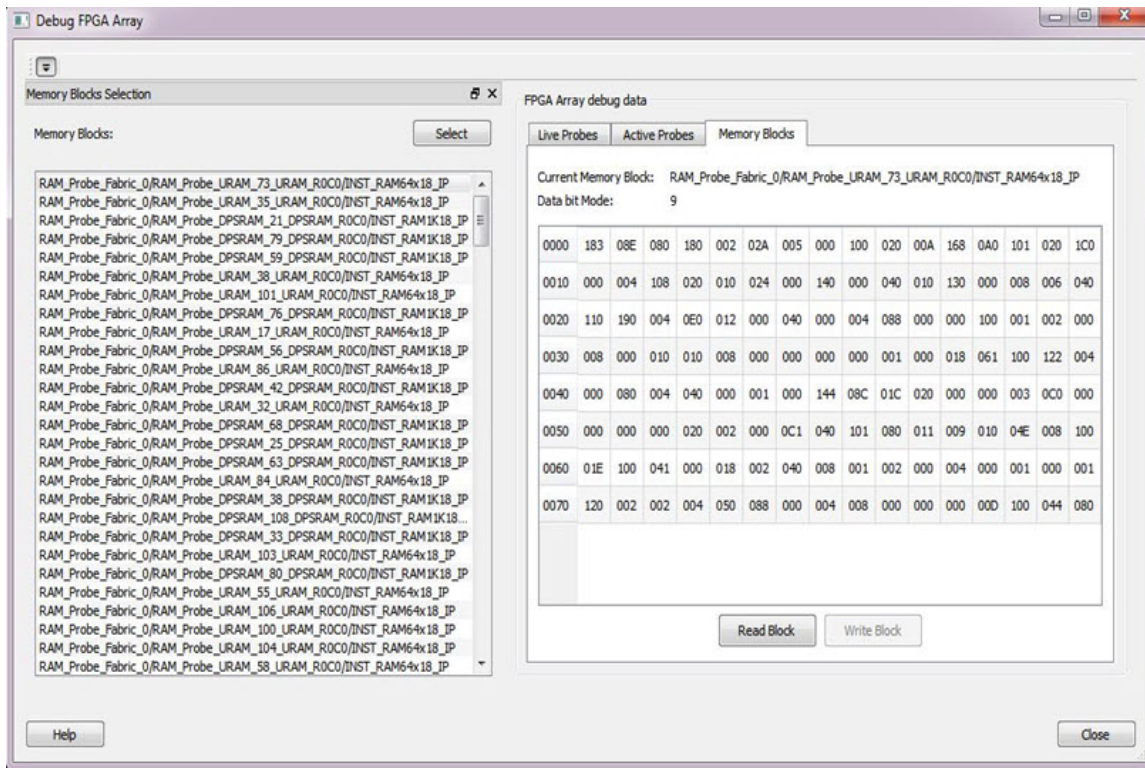 Debug FPGA Array
Memory Blocks Selection
Memory Blocks:
Select
RAM_Probe_Fabric_0/RAM_Probe_URAM_73_URAM_R0C0/INST_RAM64x18_IP
RAM_Probe_Fabric_0/RAM_Probe_URAM_35_URAM_R0C0/INST_RAM64x18_IP
RAM_Probe_Fabric_0/RAM_Probe_DPSRAM_21_DPSRAM_R0C0/INST_RAM1K18_IP
RAM_Probe_Fabric_0/RAM_Probe_DPSRAM_79_DPSRAM_R0C0/INST_RAM1K18_IP
RAM_Probe_Fabric_0/RAM_Probe_DPSRAM_59_DPSRAM_R0C0/INST_RAM1K18_IP
RAM_Probe_Fabric_0/RAM_Probe_URAM_38_URAM_R0C0/INST_RAM64x18_IP
RAM_Probe_Fabric_0/RAM_Probe_URAM_101_URAM_R0C0/INST_RAM64x18_IP
RAM_Probe_Fabric_0/RAM_Probe_DPSRAM_76_DPSRAM_R0C0/INST_RAM1K18_IP
RAM_Probe_Fabric_0/RAM_Probe_URAM_17_URAM_R0C0/INST_RAM64x18_IP
RAM_Probe_Fabric_0/RAM_Probe_DPSRAM_56_DPSRAM_R0C0/INST_RAM1K18_IP
RAM_Probe_Fabric_0/RAM_Probe_URAM_86_URAM_R0C0/INST_RAM64x18_IP
RAM_Probe_Fabric_0/RAM_Probe_DPSRAM_42_DPSRAM_R0C0/INST_RAM1K18_IP
RAM_Probe_Fabric_0/RAM_Probe_URAM_32_URAM_R0C0/INST_RAM64x18_IP
RAM_Probe_Fabric_0/RAM_Probe_DPSRAM_68_DPSRAM_R0C0/INST_RAM1K18_IP
RAM_Probe_Fabric_0/RAM_Probe_DPSRAM_25_DPSRAM_R0C0/INST_RAM1K18_IP
RAM_Probe_Fabric_0/RAM_Probe_DPSRAM_63_DPSRAM_R0C0/INST_RAM1K18_IP
RAM_Probe_Fabric_0/RAM_Probe_URAM_84_URAM_R0C0/INST_RAM64x18_IP
RAM_Probe_Fabric_0/RAM_Probe_DPSRAM_38_DPSRAM_R0C0/INST_RAM1K18_IP
RAM_Probe_Fabric_0/RAM_Probe_DPSRAM_108_DPSRAM_R0C0/INST_RAM1K18...
RAM_Probe_Fabric_0/RAM_Probe_DPSRAM_33_DPSRAM_R0C0/INST_RAM1K18_IP
RAM_Probe_Fabric_0/RAM_Probe_URAM_103_URAM_R0C0/INST_RAM64x18_IP
RAM_Probe_Fabric_0/RAM_Probe_DPSRAM_80_DPSRAM_R0C0/INST_RAM1K18_IP
RAM_Probe_Fabric_0/RAM_Probe_URAM_55_URAM_R0C0/INST_RAM64x18_IP
RAM_Probe_Fabric_0/RAM_Probe_URAM_106_URAM_R0C0/INST_RAM64x18_IP
RAM_Probe_Fabric_0/RAM_Probe_URAM_100_URAM_R0C0/INST_RAM64x18_IP
RAM_Probe_Fabric_0/RAM_Probe_URAM_104_URAM_R0C0/INST_RAM64x18_IP
RAM_Probe_Fabric_0/RAM_Probe_URAM_58_URAM_R0C0/INST_RAM64x18_IP
FPGA Array debug data
Live Probes Active Probes Memory Blocks
Current Memory Block: RAM_Probe_Fabric_0/RAM_Probe_URAM_73_URAM_R0C0/INST_RAM64x18_IP
Data bit Mode: 9
0000 183 08E 080 180 002 02A 005 000 100 020 00A 168 0A0 101 020 1C0
0010 000 004 108 020 010 024 000 140 000 040 010 130 000 008 006 040
0020 110 190 004 0E0 012 000 040 000 004 088 000 000 100 001 002 000
0030 008 000 010 010 008 000 000 000 000 001 000 018 061 100 122 004
0040 000 080 004 040 000 001 000 144 08C 01C 020 000 000 003 0C0 000
0050 000 000 000 020 002 000 0C1 040 101 080 011 009 010 04E 008 100
0060 01E 100 041 000 018 002 040 008 001 002 000 004 000 001 000 001
0070 120 002 002 004 050 088 000 004 008 000 000 000 00D 100 044 080
Read Block Write Block
Help
Close